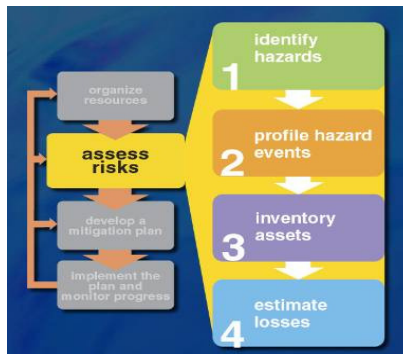 organize
resources
assess
risks
develop a
mitigation plan
implement the
plan and
monitor progress
1
identify
hazards
2
profile hazard
events
3
inventory
assets
4
estimate
losses